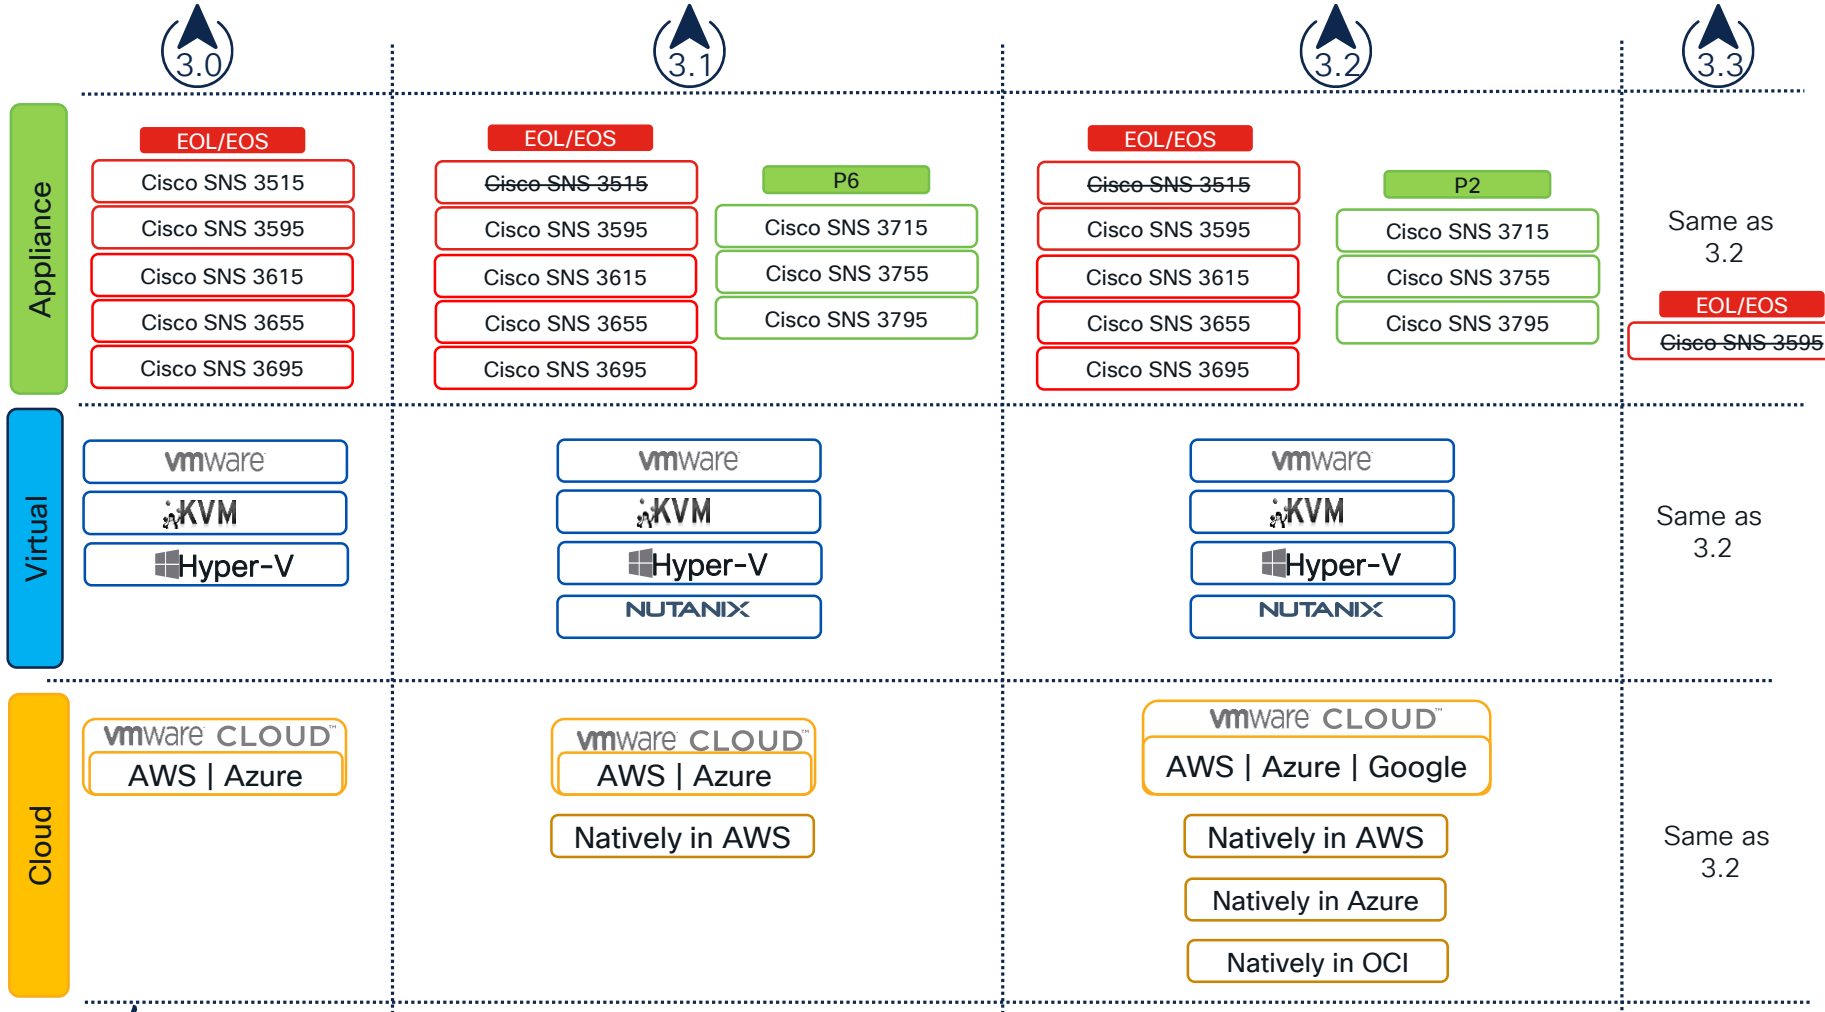 3.0
3.1
3.2
3.3
Appliance
EOL/EOS
Cisco SNS 3515
Cisco SNS 3595
Cisco SNS 3615
Cisco SNS 3655
Cisco SNS 3695
EOL/EOS
Cisco SNS 3515
Cisco SNS 3595
Cisco SNS 3615
Cisco SNS 3655
Cisco SNS 3695
P6
Cisco SNS 3715
Cisco SNS 3755
Cisco SNS 3795
EOL/EOS
Cisco SNS 3515
Cisco SNS 3595
Cisco SNS 3615
Cisco SNS 3655
Cisco SNS 3695
P2
Cisco SNS 3715
Cisco SNS 3755
Cisco SNS 3795
Same as
3.2
EOL/EOS
Cisco SNS 3595
Virtual
vmware
KVM
Hyper-V
vmware
KVM
Hyper-V
NUTANIX
vmware
KVM
Hyper-V
NUTANIX
Same as
3.2
Cloud
vmware CLOUD™
AWS | Azure
vmware CLOUD™
AWS | Azure
Natively in AWS
vmware CLOUD™
AWS | Azure | Google
Natively in AWS
Natively in Azure
Natively in OCI
Same as
3.2